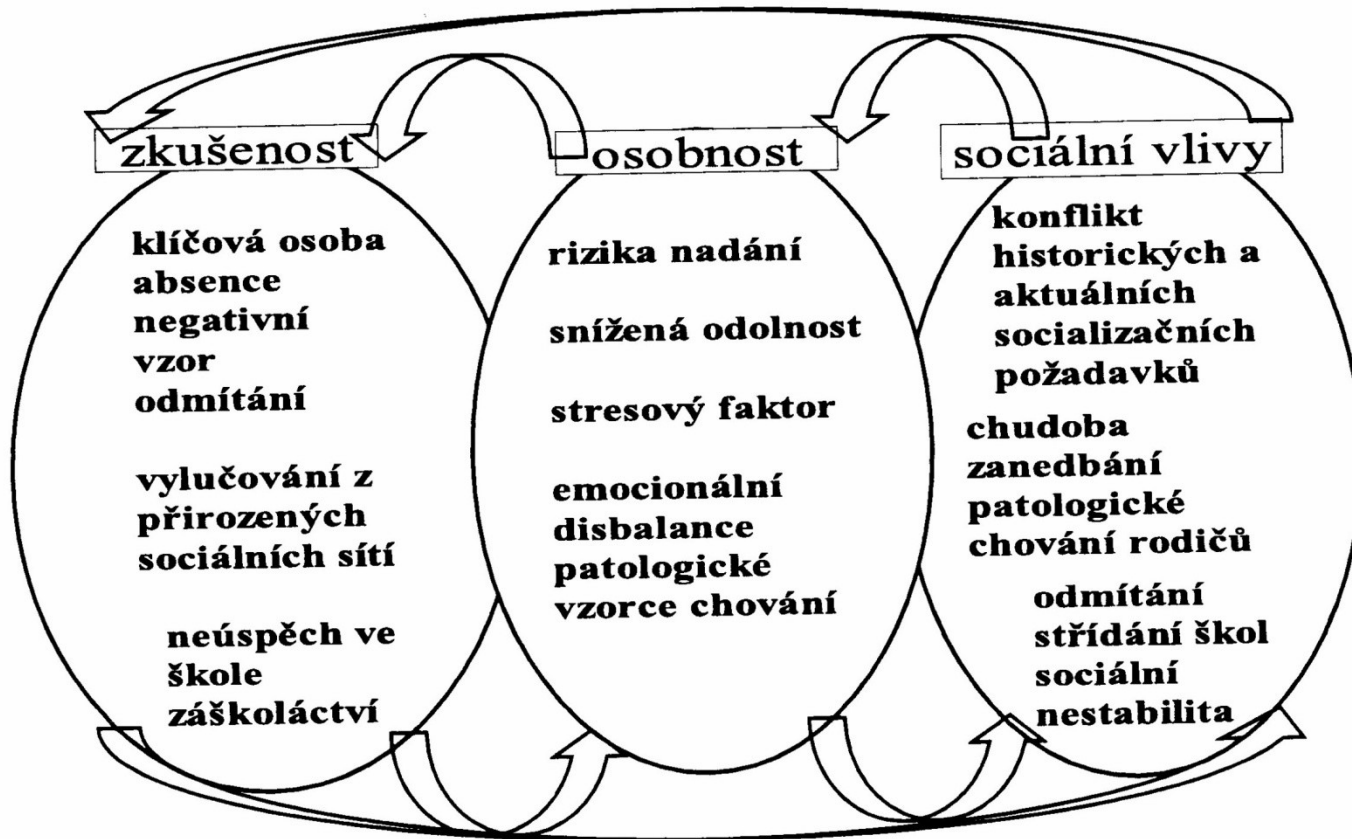 zkušenost
klíčová osoba
absence
negativní
vzor
odmítání
vylučování z
přirozených
sociálních sítí
neúspěch ve
škole
záškoláctví
osobnost
rizika nadání
snížená odolnost
stresový faktor
emocionální
disbalance
patologické
vzorce chování
sociální vlivy
konflikt
historických a
aktuálních
socializačních
požadavků
chudoba
zanedbání
patologické
chování rodičů
odmítání
střídání škol
sociální
nestabilita